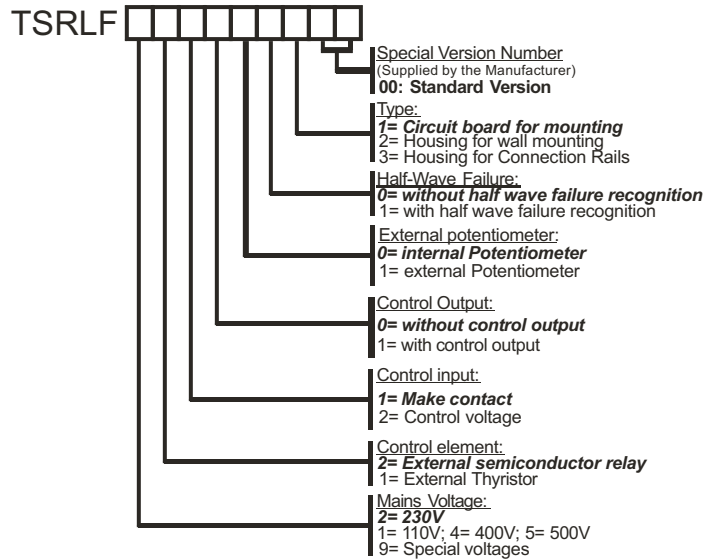 TSRLF
Special Version Number
(Supplied by the Manufacturer)
00: Standard Version
Type:
1= Circuit board for mounting
2= Housing for wall mounting
3= Housing for Connection Rails
Half-Wave Failure:
0= without half wave failure recognition
1= with half wave failure recognition
External potentiometer:
0= internal Potentiometer
1= external Potentiometer
Control Output:
0= without control output
1= with control output
Control input:
1= Make contact
2= Control voltage
Control element:
2= External semiconductor relay
1= External Thyristor
Mains Voltage:
2= 230V
1= 110V; 4= 400V; 5= 500V
9= Special voltages